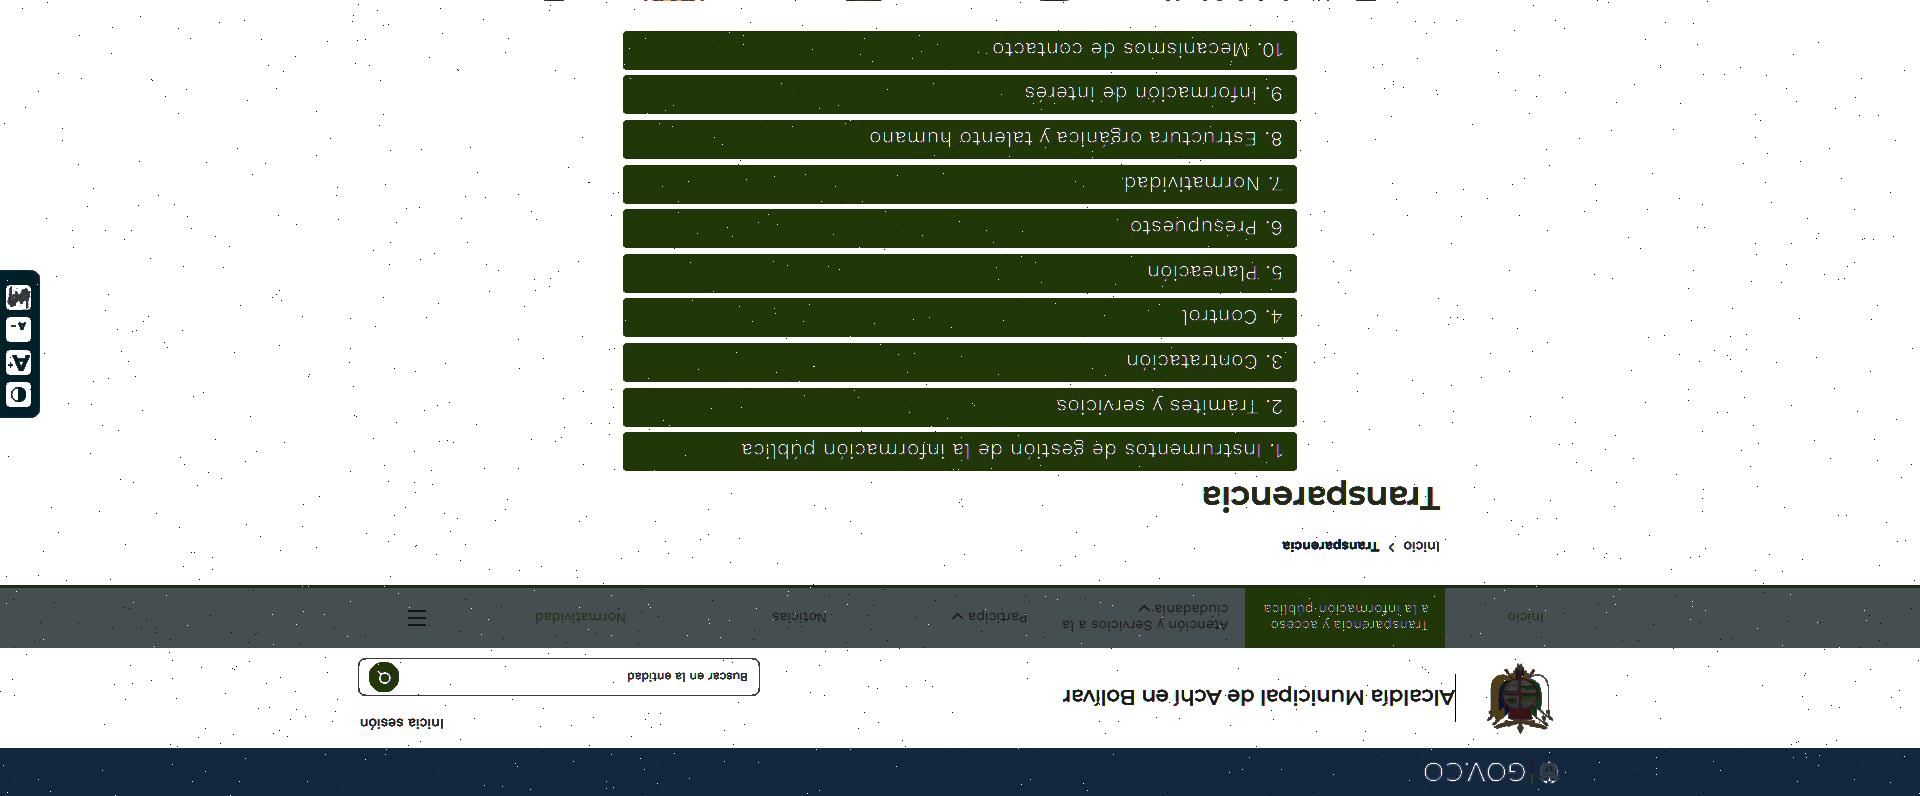 GOV.CO
Inicia sesión
Alcaldía Municipal de Achí en Bolívar
Buscar en la entidad
Inicio
Transparencia y acceso
a la información pública
Atención y Servicios a la
ciudadanía
Participa
Noticias
Normatividad
Inicio > Transparencia
Transparencia
1. Instrumentos de gestión de la información pública
2. Trámites y servicios
3. Contratación
4. Control
5. Planeación
6. Presupuesto
7. Normatividad
8. Estructura orgánica y talento humano
9. Información de interés
10. Mecanismos de contacto
A+
A-